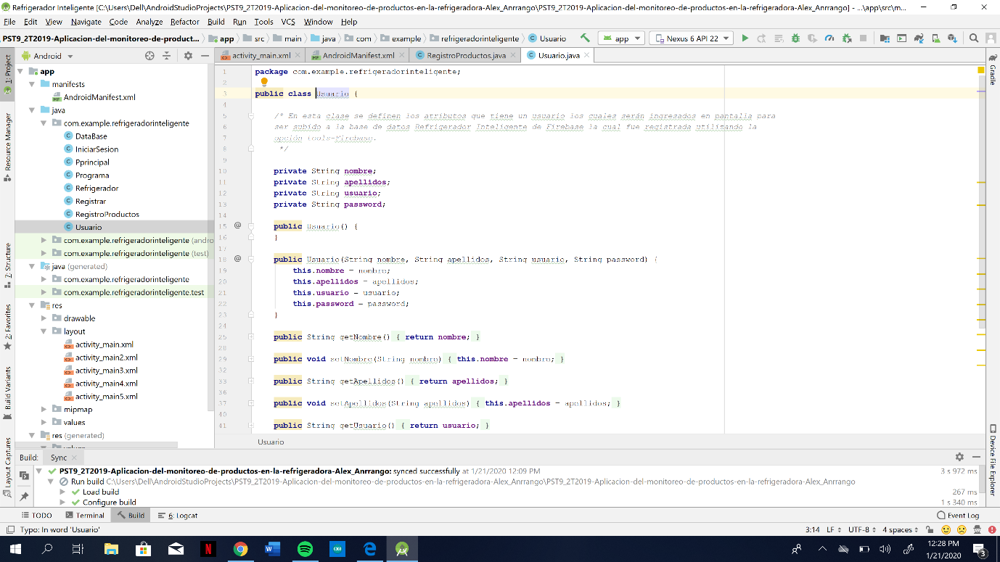 Refrigerador Inteligente [C:\Users\Dell\AndroidStudioProjects\PST9_2T2019-Aplicacion-del-monitoreo-de-productos-en-la-refrigeradora-Alex_Anrrango\PST9_2T2019-Aplicacion-del-monitoreo-de-productos-en-la-refrigeradora-Alex_Anrrango] - ...\app\src\m...
File Edit View Navigate Code Analyze Refactor Build Run Tools VCS Window Help
PST9_2T2019-Aplicacion-del-monitoreo-de-product... app src main java com example refrigeradorinteligente Usuario app Nexus 6 API 22
Android activity_main.xml AndroidManifest.xml RegistroProductos.java Usuario.java
1: Project
Resource Manager
Z: Structure
2: Favorites
Build Variants
Layout Captures
app
manifests
AndroidManifest.xml
java
com.example.refrigeradorinteligente
DataBase
IniciarSesion
Pprincipal
Programa
Refrigerador
Registrar
RegistroProductos
Usuario
com.example.refrigeradorinteligente (andro
com.example.refrigeradorinteligente (test)
java (generated)
com.example.refrigeradorinteligente
com.example.refrigeradorinteligente.test
res
drawable
layout
activity_main.xml
activity_main2.xml
activity_main3.xml
activity_main4.xml
activity_main5.xml
mipmap
values
res (generated)
values
1 package com.example.refrigeradorinteligente;
2
3 public class Usuario {
4
5 /* En esta clase se definen los atributos que tiene un usuario los cuales serán ingresados en pantalla para
6 ser subido a la base de datos Refrigerador Inteligente de Firebase la cual fue registrada utilizando la
7 opción tools-Firebase.
8 */
9
10 private String nombre;
11 private String apellidos;
12 private String usuario;
13 private String password;
14
15 @ public Usuario() {
16 }
17
18 @ public Usuario(String nombre, String apellidos, String usuario, String password) {
19 this.nombre = nombre;
20 this.apellidos = apellidos;
21 this.usuario = usuario;
22 this.password = password;
23 }
24
25 public String getNombre() { return nombre; }
28
29 public void setNombre(String nombre) { this.nombre = nombre; }
32
33 public String getApellidos() { return apellidos; }
36
37 public void setApellidos(String apellidos) { this.apellidos = apellidos; }
40
41 public String getUsuario() { return usuario; }
Usuario
Gradle
Device File Explorer
Build: Sync
PST9_2T2019-Aplicacion-del-monitoreo-de-productos-en-la-refrigeradora-Alex_Anrrango: synced successfully at 1/21/2020 12:09 PM 3 s 972 ms
Run build C:\Users\Dell\AndroidStudioProjects\PST9_2T2019-Aplicacion-del-monitoreo-de-productos-en-la-refrigeradora-Alex_Anrrango\PST9_2T2019-Aplicacion-del-monitoreo-de-productos-en-la-refrigeradora-Alex_Anrrango
Load build 267 ms
Configure build 1 s 340 ms
TODO Terminal Build 6: Logcat Event Log
Typo: In word 'Usuario' 3:14 LF UTF-8 4 spaces
12:28 PM
1/21/2020
3